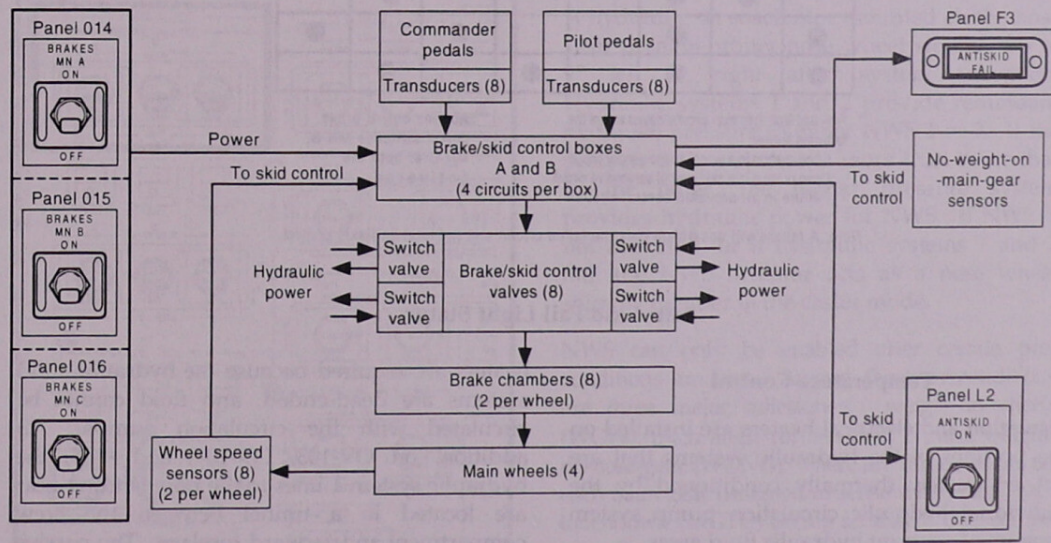 Panel 014
BRAKES
MN A
ON
OFF
Panel 015
BRAKES
MN B
ON
OFF
Panel 016
BRAKES
MN C
ON
OFF
Commander
pedals
Transducers (8)
Pilot pedals
Transducers (8)
Panel F3
ANTISKID
FAIL
Power
To skid control
Brake/skid control boxes
A and B
(4 circuits per box)
To skid
control
No-weight-on
-main-gear
sensors
Hydraulic
power
Switch
valve
Switch
valve
Brake/skid control
valves (8)
Switch
valve
Switch
valve
Hydraulic
power
Brake chambers (8)
(2 per wheel)
Wheel speed
sensors (8)
(2 per wheel)
Main wheels (4)
To skid
control
Panel L2
ANTISKID
ON
OFF